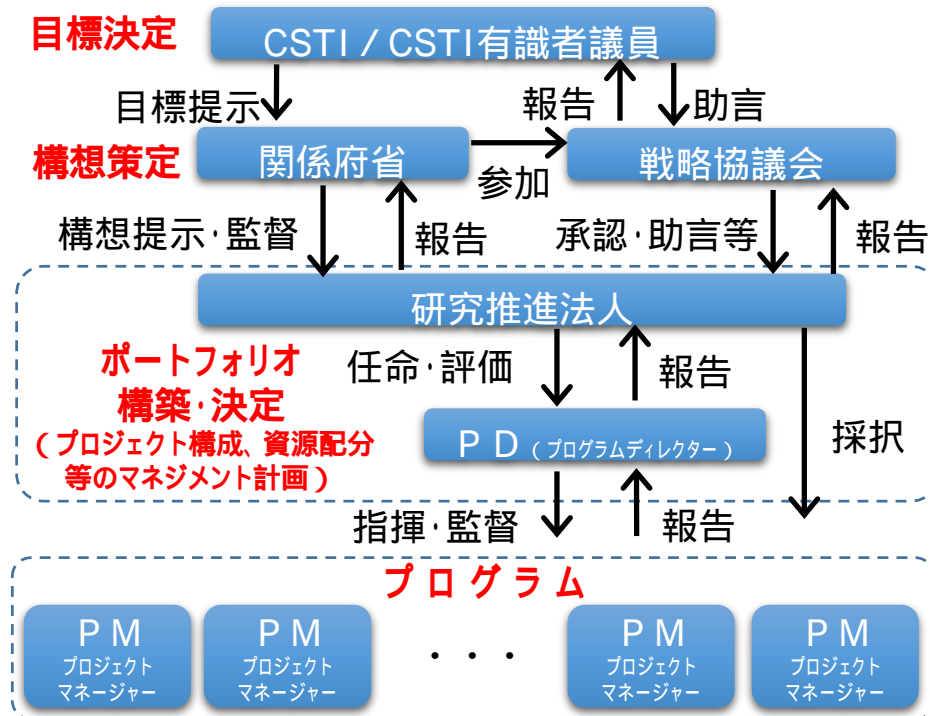 目標決定
CSTI / CSTI有識者議員
目標提示
報告
助言
構想策定
関係府省
参加
戦略協議会
構想提示・監督
報告
承認・助言等
報告
研究推進法人
ポートフォリオ
構築・決定
(プロジェクト構成、資源配分
等のマネジメント計画)
任命・評価
報告
採択
PD(プログラムディレクター)
指揮・監督
報告
プログラム
PM
プロジェクト
マネージャー
PM
プロジェクト
マネージャー
・・・
PM
プロジェクト
マネージャー
PM
プロジェクト
マネージャー